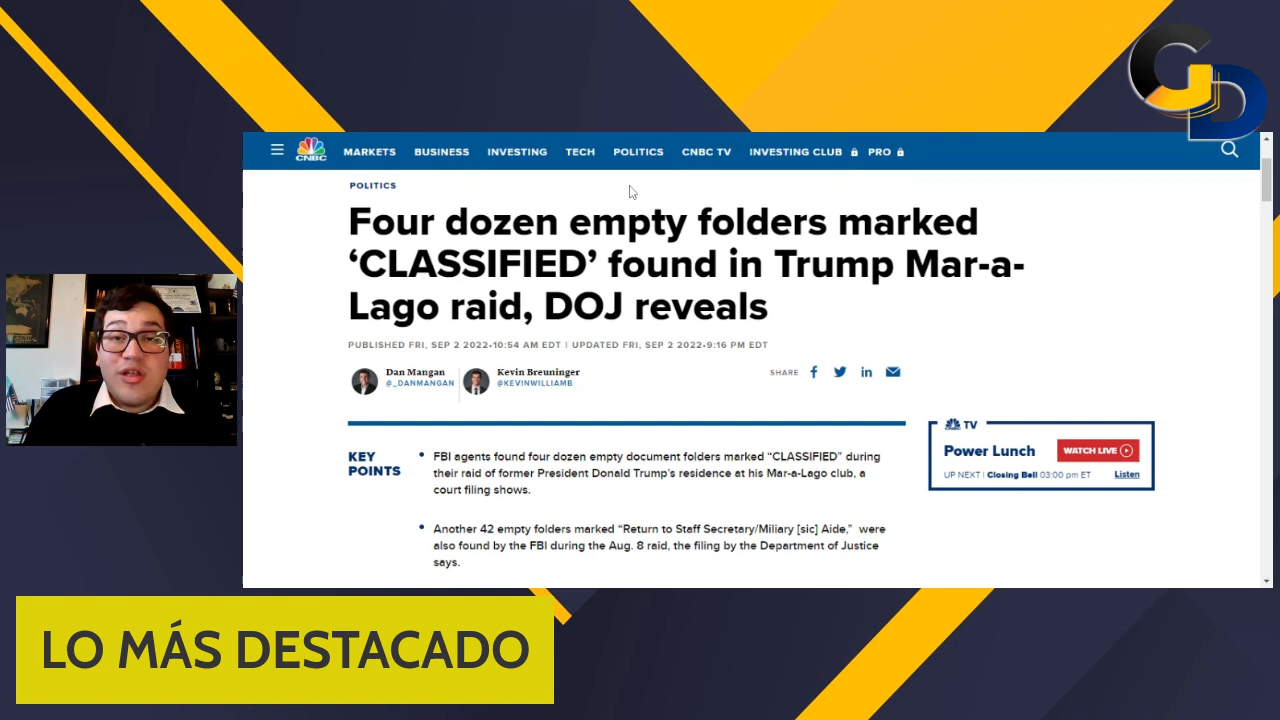 GD
CNBC
MARKETS BUSINESS INVESTING TECH POLITICS CNBC TV INVESTING CLUB PRO
POLITICS
Four dozen empty folders marked
‘CLASSIFIED’ found in Trump Mar-a-
Lago raid, DOJ reveals
PUBLISHED FRI, SEP 2 2022•10:54 AM EDT | UPDATED FRI, SEP 2 2022•9:16 PM EDT
Dan Mangan
@_DANMANGAN
Kevin Breuninger
@KEVINWILLIAMB
SHARE
TV
Power Lunch
WATCH LIVE
UP NEXT | Closing Bell 03:00 pm ET
Listen
KEY
POINTS
• FBI agents found four dozen empty document folders marked “CLASSIFIED” during
their raid of former President Donald Trump’s residence at his Mar-a-Lago club, a
court filing shows.
• Another 42 empty folders marked “Return to Staff Secretary/Miliary [sic] Aide,” were
also found by the FBI during the Aug. 8 raid, the filing by the Department of Justice
says.
LO MÁS DESTACADO